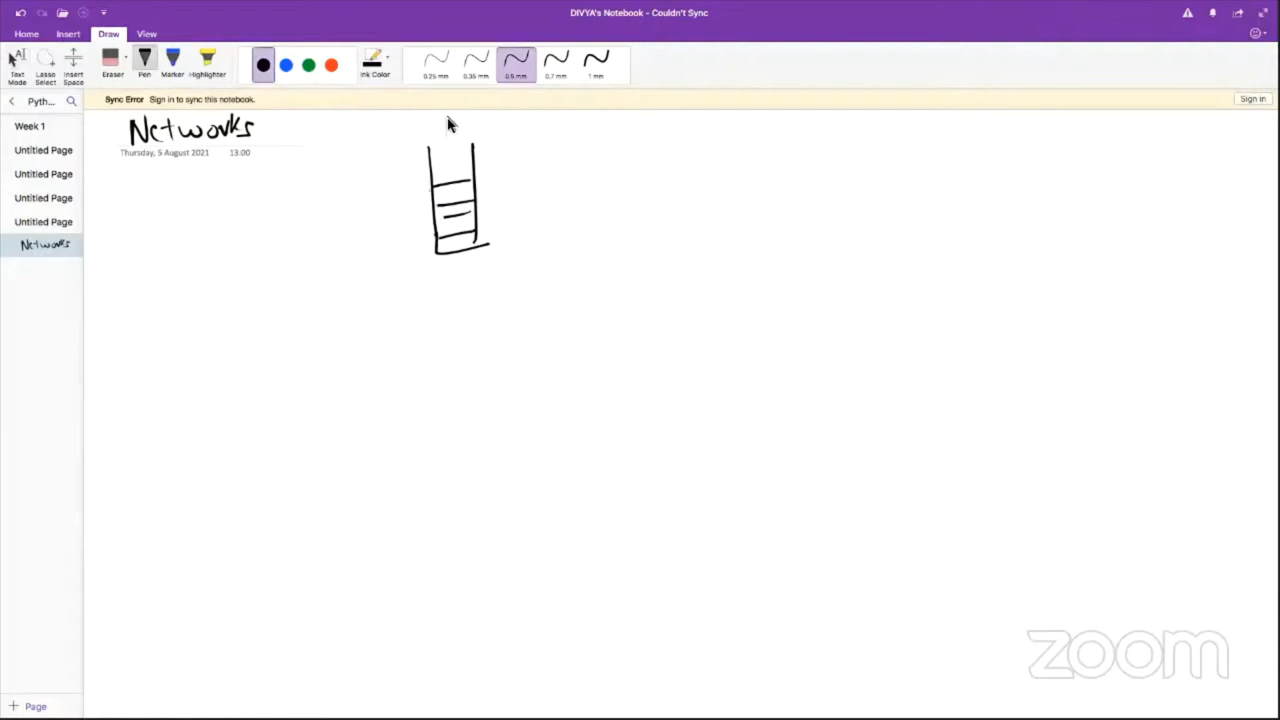 DIVYA's Notebook - Couldn't Sync
Home Insert Draw View
Text Mode
Lasso Select
Insert Space
Eraser
Pen
Marker
Highlighter
Ink Color
0.25 mm
0.35 mm
0.5 mm
0.7 mm
1 mm
Pyth...
Sync Error Sign in to sync this notebook.
Sign in
Week 1
Untitled Page
Untitled Page
Untitled Page
Untitled Page
Networks
Networks
Thursday, 5 August 2021 13:00
Page
zoom